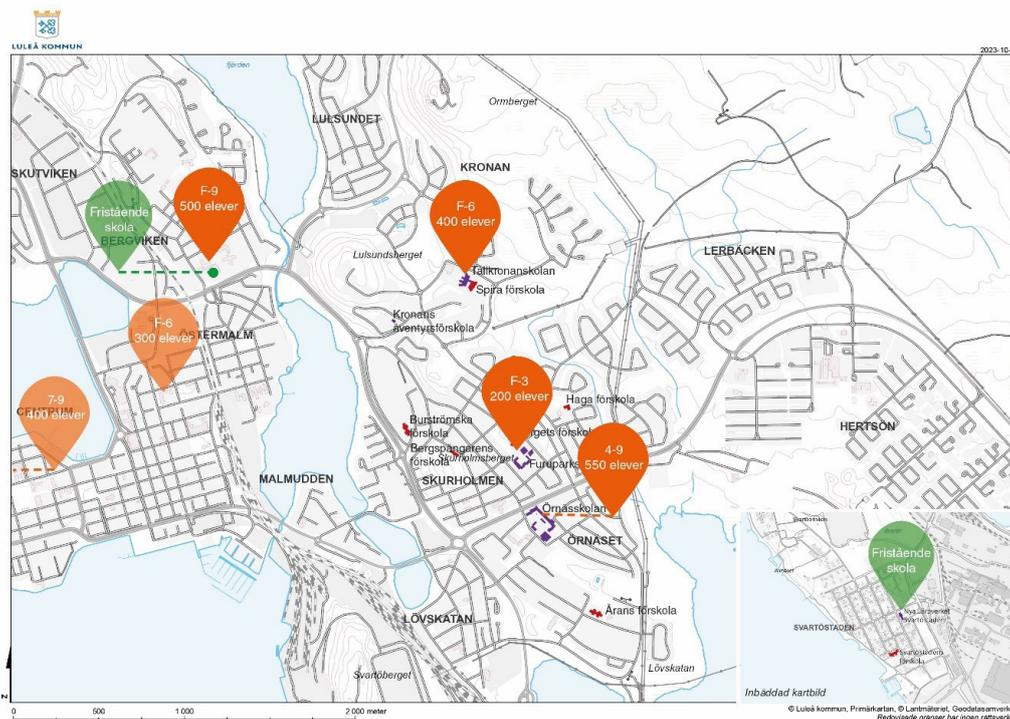 LULEÅ KOMMUN
2023-10-
fjärden
Ormberget
LULSUNDET
KRONAN
SKUTVIKEN
F-9
500 elever
F-6
400 elever
Fristående
skola
BERGVIKEN
LERBÄCKEN
Lulsundsberget
Tallkronanskolan
Spira förskola
Kronans
äventyrsförskola
F-6
300 elever
ÖSTERMALM
F-3
200 elever
7-9
400 elever
CENTRUM
Haga förskola
Burströmska
förskola
HERTSÖN
4-9
550 elever
Bergspängarens
förskola
Skurholmsberget
Furuparks
SKURHOLMEN
MALMUDDEN
Örnässkolan
ÖRNÄSET
Fristående
skola
Årans förskola
LÖVSKATAN
Nya Läroverket
Svartöstaden
SVARTÖSTADEN
Svartöstadens
förskola
Lövskatan
Svartöberget
Inbäddad kartbild
N
0 500 1 000 2 000 meter
© Luleå kommun, Primärkartan, © Lantmäteriet, Geodatasamverk
Redovisade gränser har ingen rättsverk